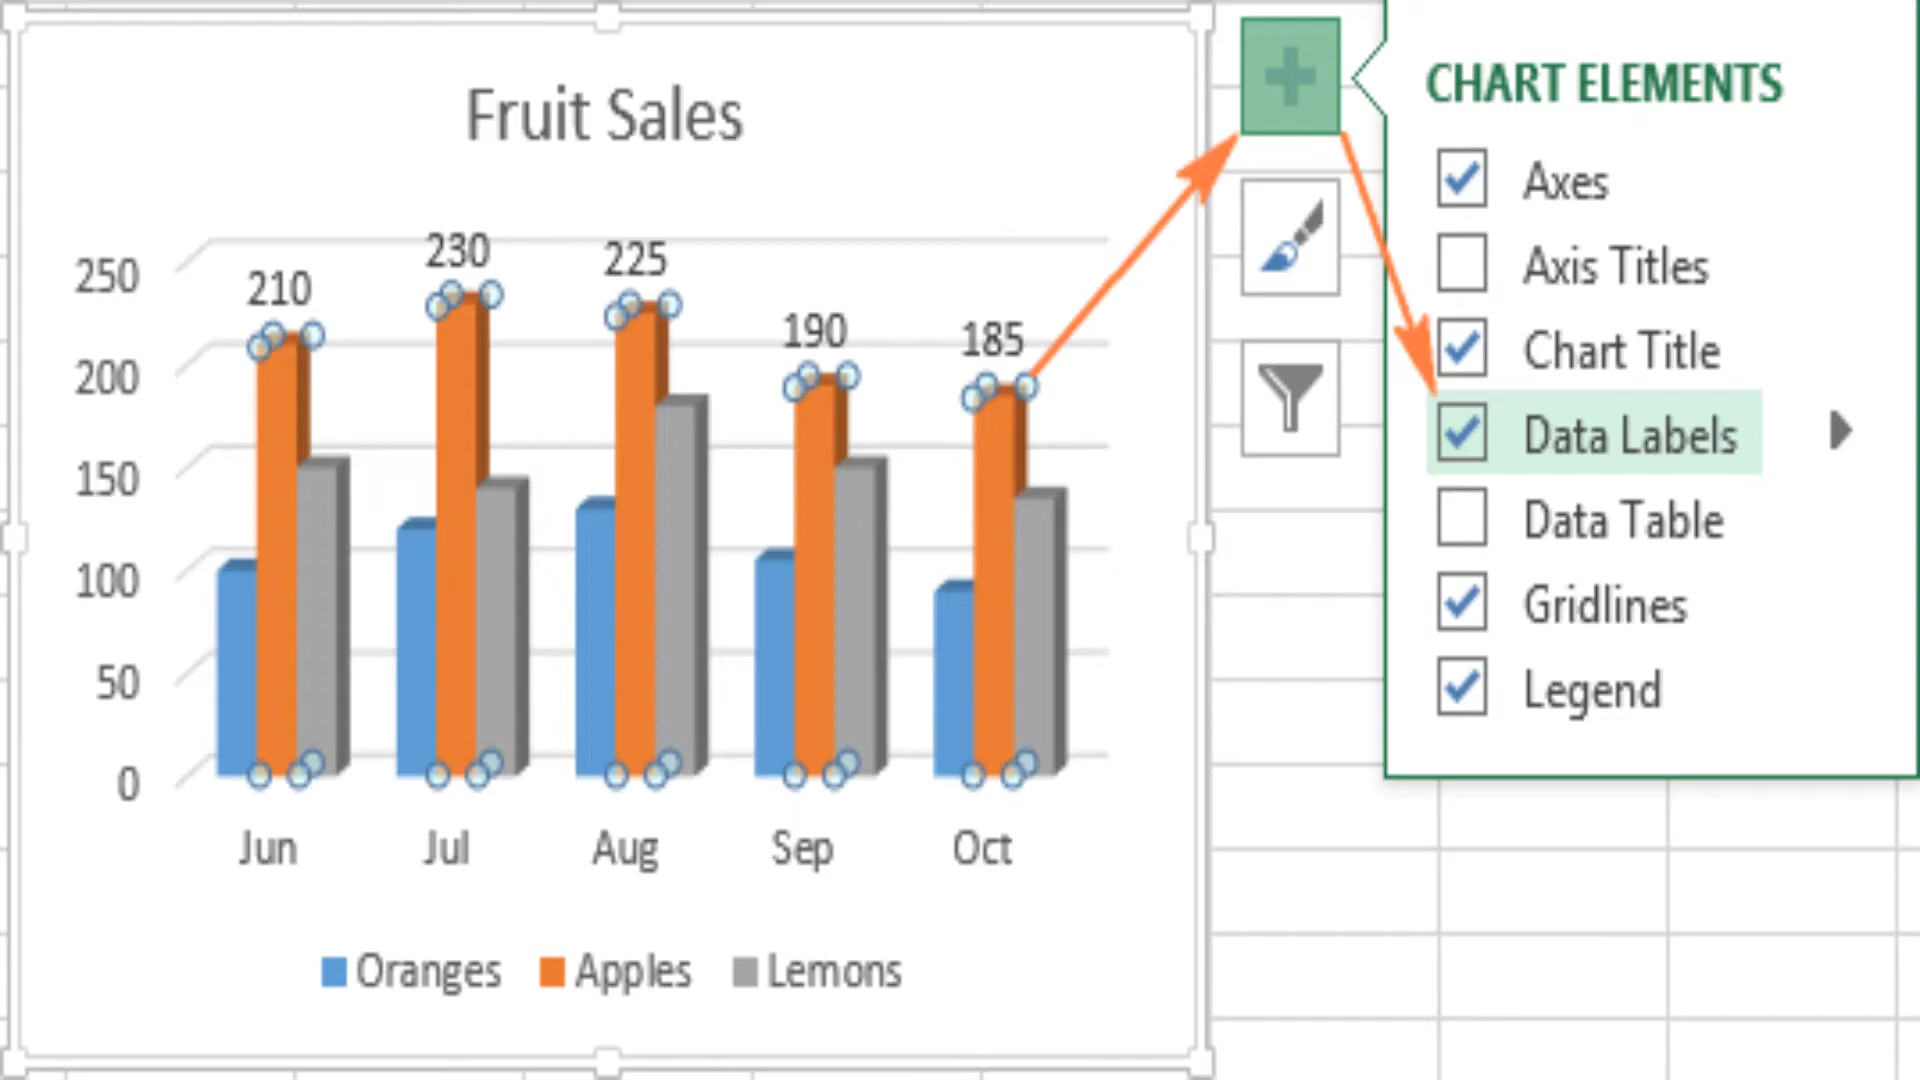 Fruit Sales
250
200
150
100
50
0
210
230
225
190
185
Jun
Jul
Aug
Sep
Oct
Oranges
Apples
Lemons
CHART ELEMENTS
Axes
Axis Titles
Chart Title
Data Labels
Data Table
Gridlines
Legend